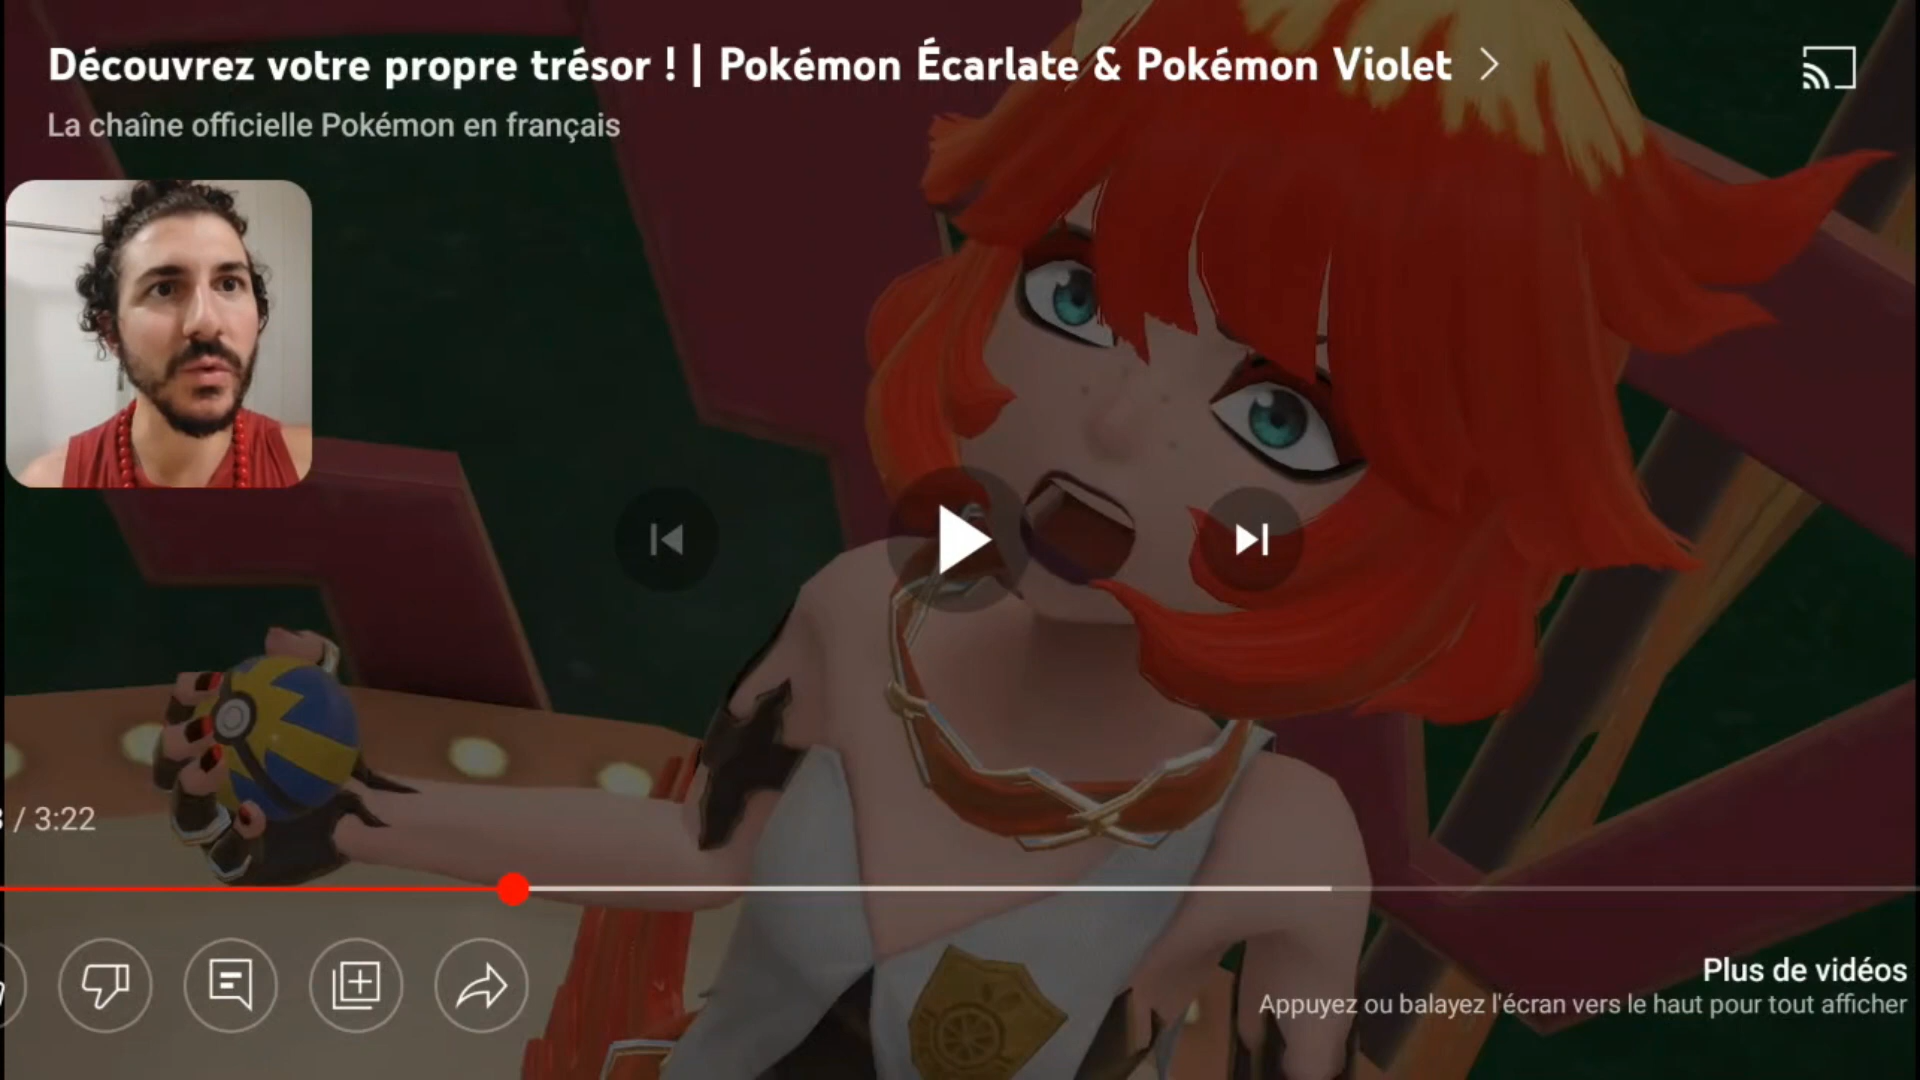 Découvrez votre propre trésor ! | Pokémon Écarlate & Pokémon Violet
La chaîne officielle Pokémon en français
/ 3:22
Plus de vidéos
Appuyez ou balayez l'écran vers le haut pour tout afficher